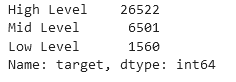 High Level    26522
Mid Level      6501
Low Level      1560
Name: target, dtype: int64